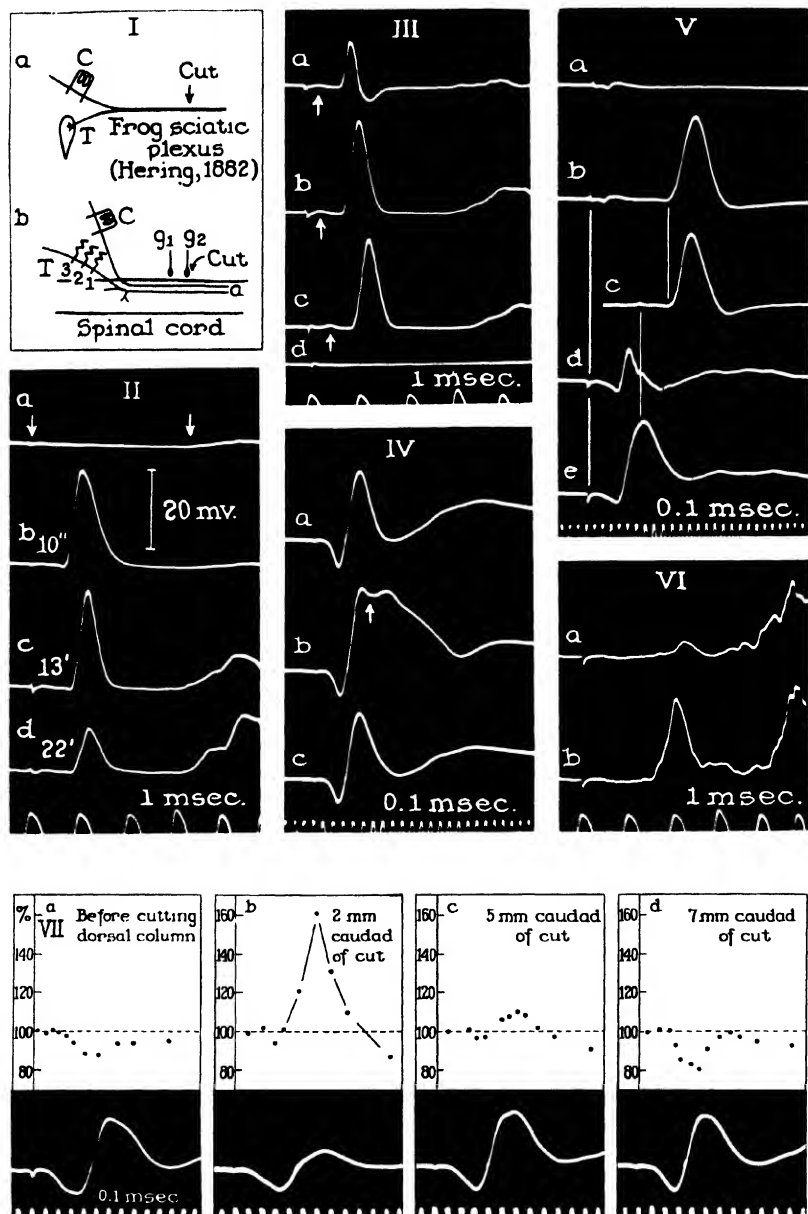 I
a
C
Cut
T
Frog sciatic
plexus
(Hering, 1882)
b
C
g1 g2
Cut
T 3 2 1
a
Spinal cord
II
a
20 mv.
b 10"
c 13'
d 22'
1 msec.
III
a
b
c
d
1 msec.
IV
a
b
c
0.1 msec.
V
a
b
c
d
e
0.1 msec.
VI
a
b
1 msec.
% a Before cutting
VII dorsal column
160
140
120
100
80
0.1 msec
b 2 mm
caudad
of cut
160
140
120
100
80
c 5 mm caudad
of cut
160
140
120
100
80
d 7 mm caudad
of cut
160
140
120
100
80